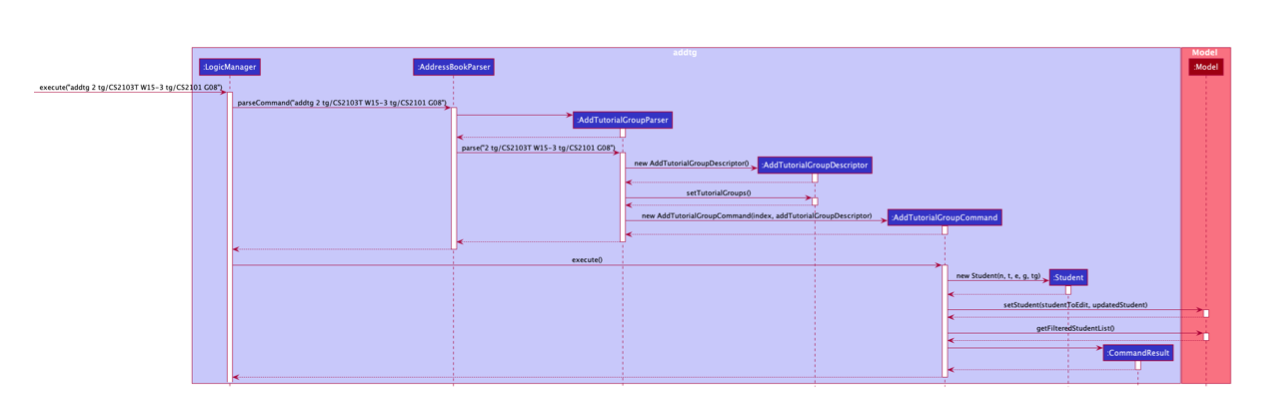 addtg
Model
:LogicManager
:AddressBookParser
:Model
execute("addtg 2 tg/CS2103T W15-3 tg/CS2101 G08")
parseCommand("addtg 2 tg/CS2103T W15-3 tg/CS2101 G08")
:AddTutorialGroupParser
parse("2 tg/CS2103T W15-3 tg/CS2101 G08")
new AddTutorialGroupDescriptor()
:AddTutorialGroupDescriptor
setTutorialGroups()
new AddTutorialGroupCommand(index, addTutorialGroupDescriptor)
:AddTutorialGroupCommand
execute()
new Student(n, t, e, g, tg)
:Student
setStudent(studentToEdit, updatedStudent)
getFilteredStudentList()
:CommandResult